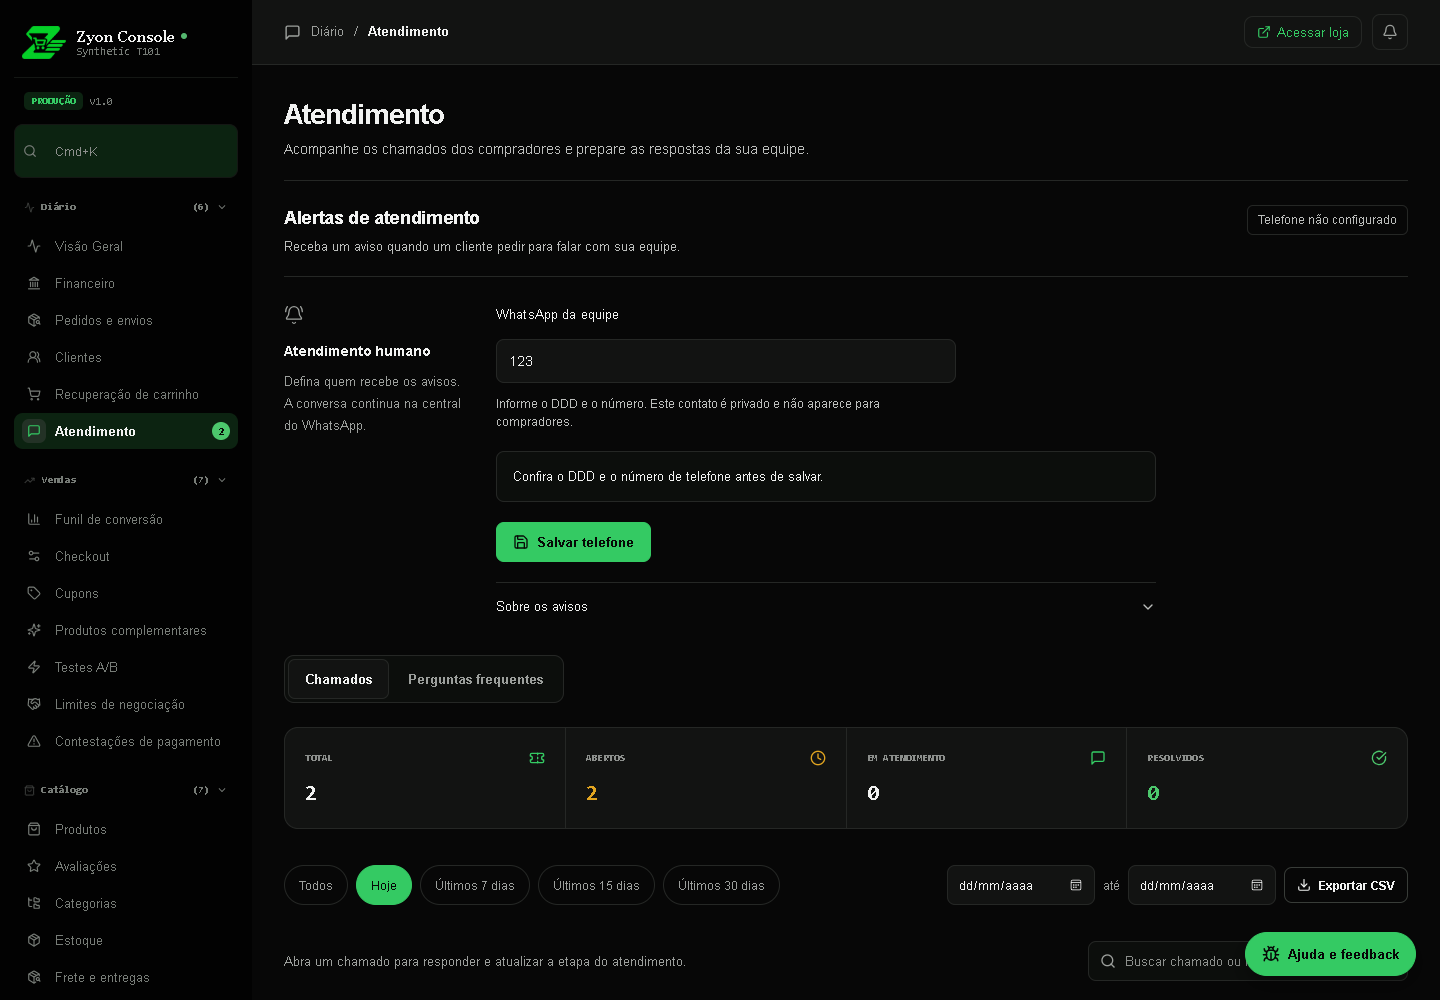 Zyon Console
Synthetic T101
PRODUÇÃO v1.0
Cmd+K
Diário (6)
Visão Geral
Financeiro
Pedidos e envios
Clientes
Recuperação de carrinho
Atendimento 2
Vendas (7)
Funil de conversão
Checkout
Cupons
Produtos complementares
Testes A/B
Limites de negociação
Contestações de pagamento
Catálogo (7)
Produtos
Avaliações
Categorias
Estoque
Frete e entregas
Diário / Atendimento
Acessar loja
Atendimento
Acompanhe os chamados dos compradores e prepare as respostas da sua equipe.
Alertas de atendimento
Telefone não configurado
Receba um aviso quando um cliente pedir para falar com sua equipe.
Atendimento humano
Defina quem recebe os avisos.
A conversa continua na central
do WhatsApp.
WhatsApp da equipe
123
Informe o DDD e o número. Este contato é privado e não aparece para
compradores.
Confira o DDD e o número de telefone antes de salvar.
Salvar telefone
Sobre os avisos
Chamados Perguntas frequentes
TOTAL
2
ABERTOS
2
EM ATENDIMENTO
0
RESOLVIDOS
0
Todos Hoje Últimos 7 dias Últimos 15 dias Últimos 30 dias
dd/mm/aaaa até dd/mm/aaaa Exportar CSV
Abra um chamado para responder e atualizar a etapa do atendimento.
Buscar chamado ou
Ajuda e feedback